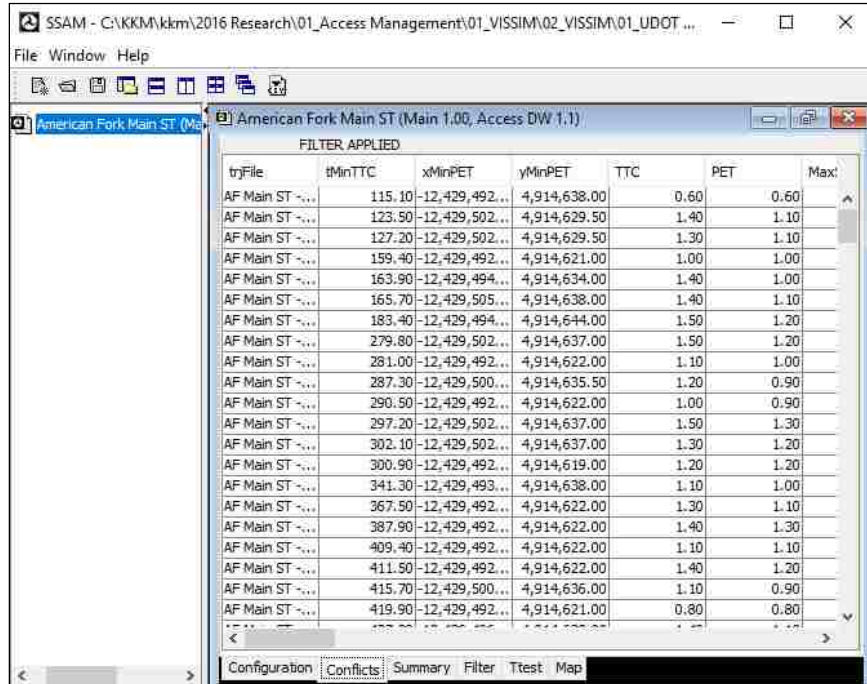 SSAM - C:\KKM\kkm\2016 Research\01_Access Management\01_VISSIM\02_VISSIM\01_UDOT ...
File Window Help
American Fork Main ST (Ma
American Fork Main ST (Main 1.00, Access DW 1.1)
FILTER APPLIED
trjFile tMinTTC xMinPET yMinPET TTC PET MaxS
AF Main ST -... 115.10 -12,429,492... 4,914,638.00 0.60 0.60
AF Main ST -... 123.50 -12,429,502... 4,914,629.50 1.40 1.10
AF Main ST -... 127.20 -12,429,502... 4,914,629.50 1.30 1.10
AF Main ST -... 159.40 -12,429,492... 4,914,621.00 1.00 1.00
AF Main ST -... 163.90 -12,429,494... 4,914,634.00 1.40 1.00
AF Main ST -... 165.70 -12,429,505... 4,914,638.00 1.40 1.10
AF Main ST -... 183.40 -12,429,494... 4,914,644.00 1.50 1.20
AF Main ST -... 279.80 -12,429,502... 4,914,637.00 1.50 1.20
AF Main ST -... 281.00 -12,429,492... 4,914,622.00 1.10 1.00
AF Main ST -... 287.30 -12,429,500... 4,914,635.50 1.20 0.90
AF Main ST -... 290.50 -12,429,492... 4,914,622.00 1.00 0.90
AF Main ST -... 297.20 -12,429,502... 4,914,637.00 1.50 1.30
AF Main ST -... 302.10 -12,429,502... 4,914,637.00 1.30 1.20
AF Main ST -... 300.90 -12,429,492... 4,914,619.00 1.20 1.20
AF Main ST -... 341.30 -12,429,493... 4,914,638.00 1.10 1.00
AF Main ST -... 367.50 -12,429,492... 4,914,622.00 1.30 1.10
AF Main ST -... 387.90 -12,429,492... 4,914,622.00 1.40 1.30
AF Main ST -... 409.40 -12,429,492... 4,914,622.00 1.10 1.10
AF Main ST -... 411.50 -12,429,492... 4,914,622.00 1.40 1.20
AF Main ST -... 415.70 -12,429,500... 4,914,636.00 1.10 0.90
AF Main ST -... 419.90 -12,429,492... 4,914,621.00 0.80 0.80
Configuration Conflicts Summary Filter Ttest Map